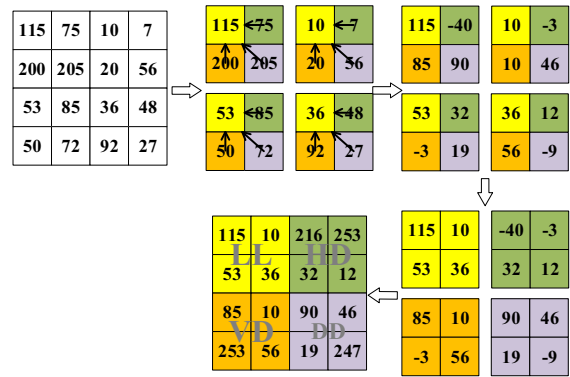 115 75 10 7
200 205 20 56
53 85 36 48
50 72 92 27
115 75
200 205
10 7
20 56
53 85
50 72
36 48
92 27
115 -40
85 90
10 -3
10 46
53 32
-3 19
36 12
56 -9
115 10
53 36
-40 -3
32 12
85 10
-3 56
90 46
19 -9
115 10 216 253
LL HD
53 36 32 12
85 10 90 46
VD DD
253 56 19 247